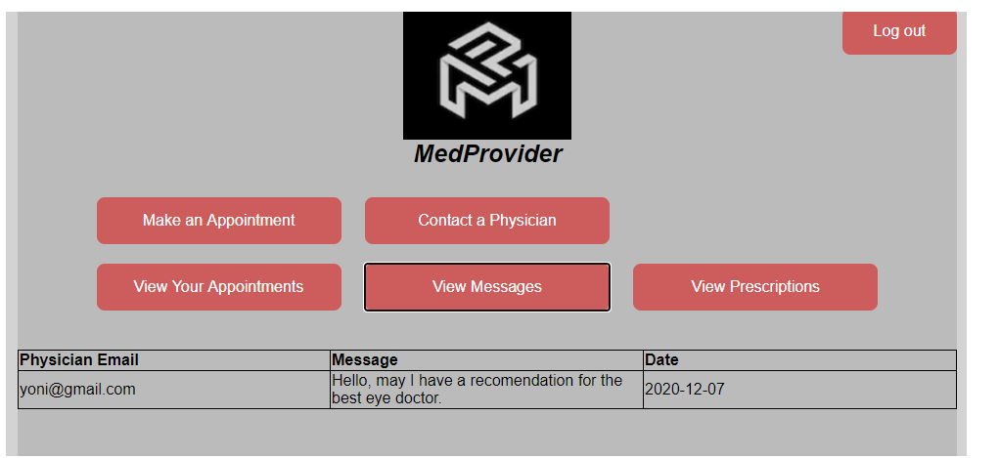 Log out
MedProvider
Make an Appointment
Contact a Physician
View Your Appointments
View Messages
View Prescriptions
Physician Email
Message
Date
yoni@gmail.com
Hello, may I have a recomendation for the
best eye doctor.
2020-12-07